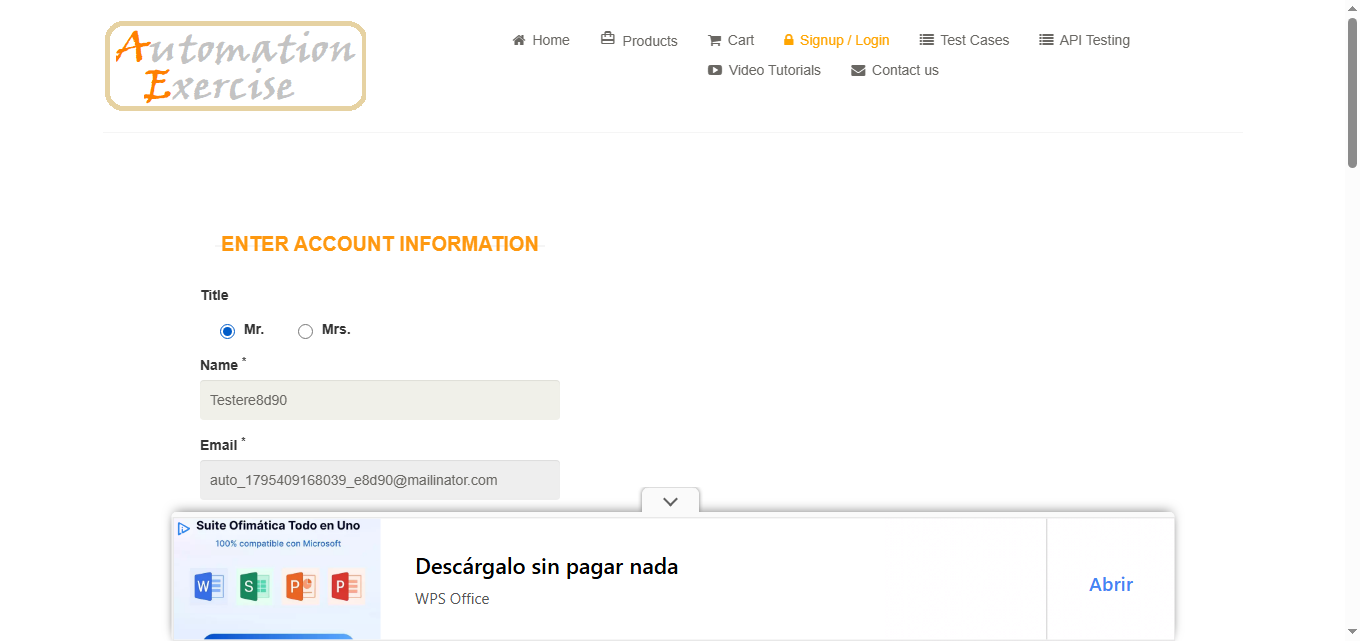 Automation
Exercise
Home
Products
Cart
Signup / Login
Test Cases
API Testing
Video Tutorials
Contact us
ENTER ACCOUNT INFORMATION
Title
Mr.
Mrs.
Name *
Testere8d90
Email *
auto_1795409168039_e8d90@mailinator.com
Suite Ofimática Todo en Uno
100% compatible con Microsoft
W S P P
Descárgalo sin pagar nada
WPS Office
Abrir